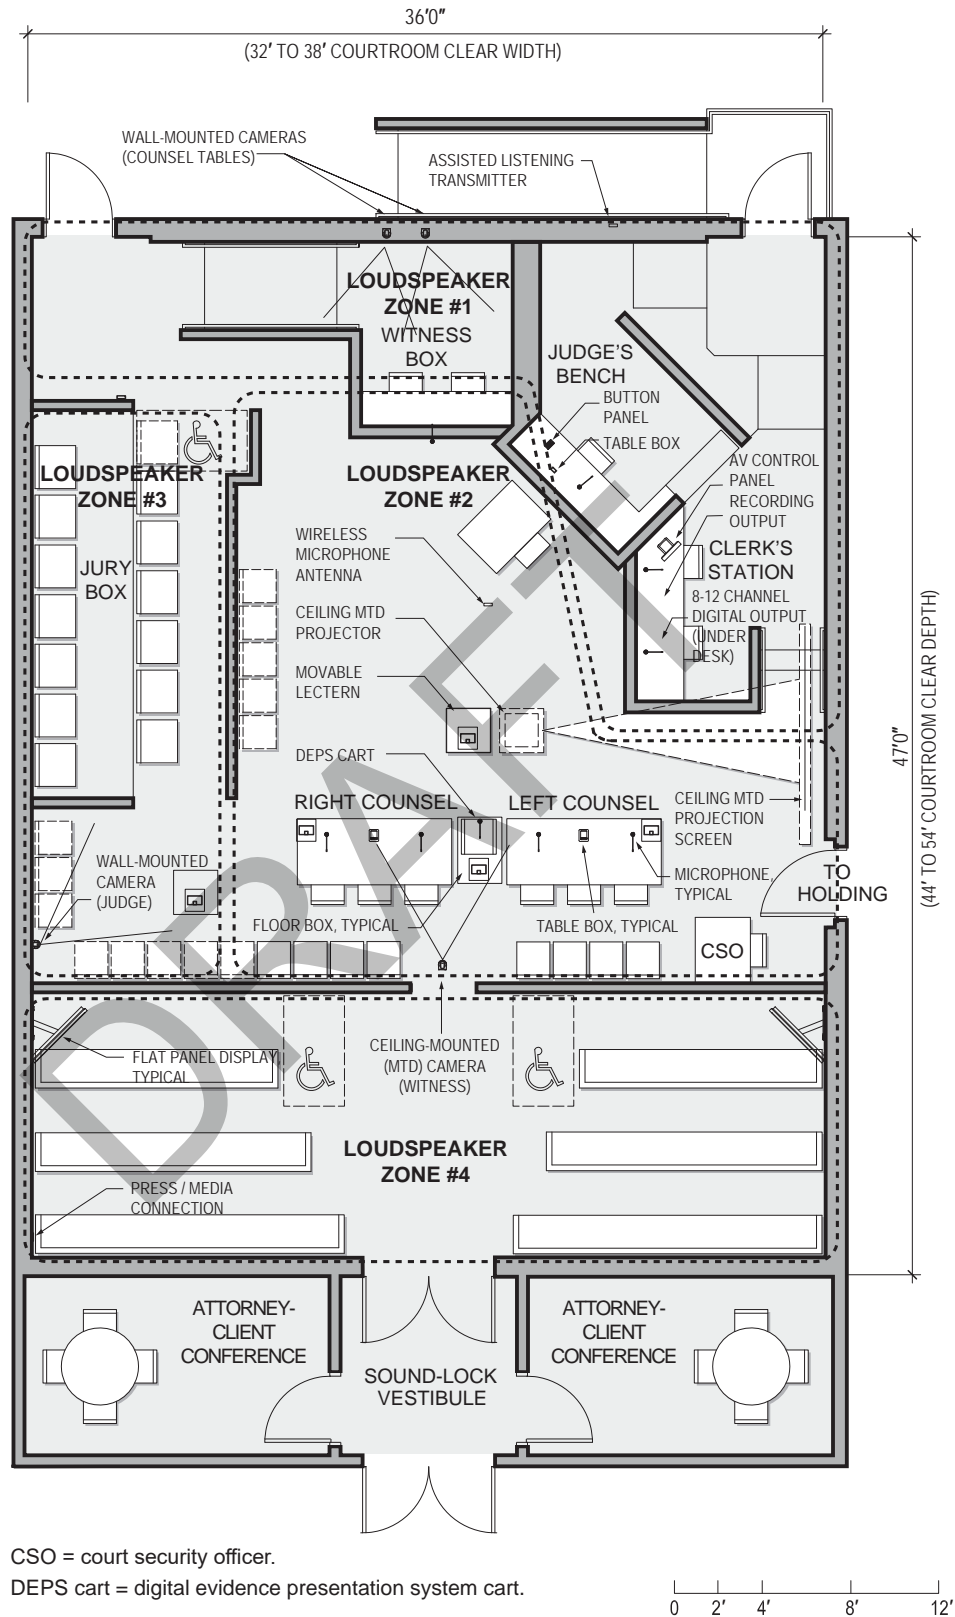 36′0″
(32′ TO 38′ COURTROOM CLEAR WIDTH)
WALL-MOUNTED CAMERAS
(COUNSEL TABLES)
ASSISTED LISTENING
TRANSMITTER
LOUDSPEAKER
ZONE #1
WITNESS
BOX
JUDGE'S
BENCH
BUTTON
PANEL
TABLE BOX
AV CONTROL
PANEL
RECORDING
OUTPUT
LOUDSPEAKER
ZONE #3
LOUDSPEAKER
ZONE #2
WIRELESS
MICROPHONE
ANTENNA
CLERK'S
STATION
JURY
BOX
8-12 CHANNEL
DIGITAL OUTPUT
(UNDER
DESK)
CEILING MTD
PROJECTOR
MOVABLE
LECTERN
47′0″
(44′ TO 54′ COURTROOM CLEAR DEPTH)
DEPS CART
RIGHT COUNSEL
LEFT COUNSEL
CEILING MTD
PROJECTION
SCREEN
WALL-MOUNTED
CAMERA
(JUDGE)
MICROPHONE,
TYPICAL
TO
HOLDING
FLOOR BOX, TYPICAL
TABLE BOX, TYPICAL
CSO
CEILING-MOUNTED
(MTD) CAMERA
(WITNESS)
FLAT PANEL DISPLAY,
TYPICAL
LOUDSPEAKER
ZONE #4
PRESS / MEDIA
CONNECTION
DRAFT
ATTORNEY-
CLIENT
CONFERENCE
ATTORNEY-
CLIENT
CONFERENCE
SOUND-LOCK
VESTIBULE
CSO = court security officer.
DEPS cart = digital evidence presentation system cart.
0 2′ 4′ 8′ 12′